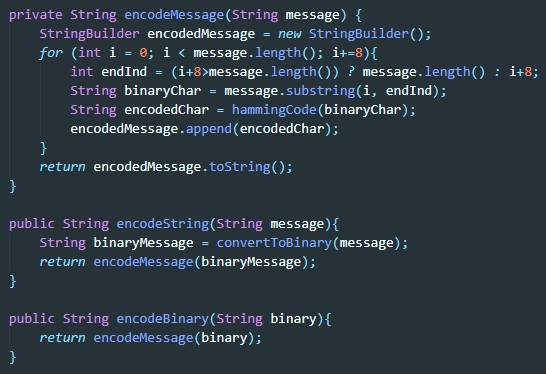 private String encodeMessage(String message) {
    StringBuilder encodedMessage = new StringBuilder();
    for (int i = 0; i < message.length(); i+=8){
        int endInd = (i+8>message.length()) ? message.length() : i+8;
        String binaryChar = message.substring(i, endInd);
        String encodedChar = hammingCode(binaryChar);
        encodedMessage.append(encodedChar);
    }
    return encodedMessage.toString();
}

public String encodeString(String message){
    String binaryMessage = convertToBinary(message);
    return encodeMessage(binaryMessage);
}

public String encodeBinary(String binary){
    return encodeMessage(binary);
}